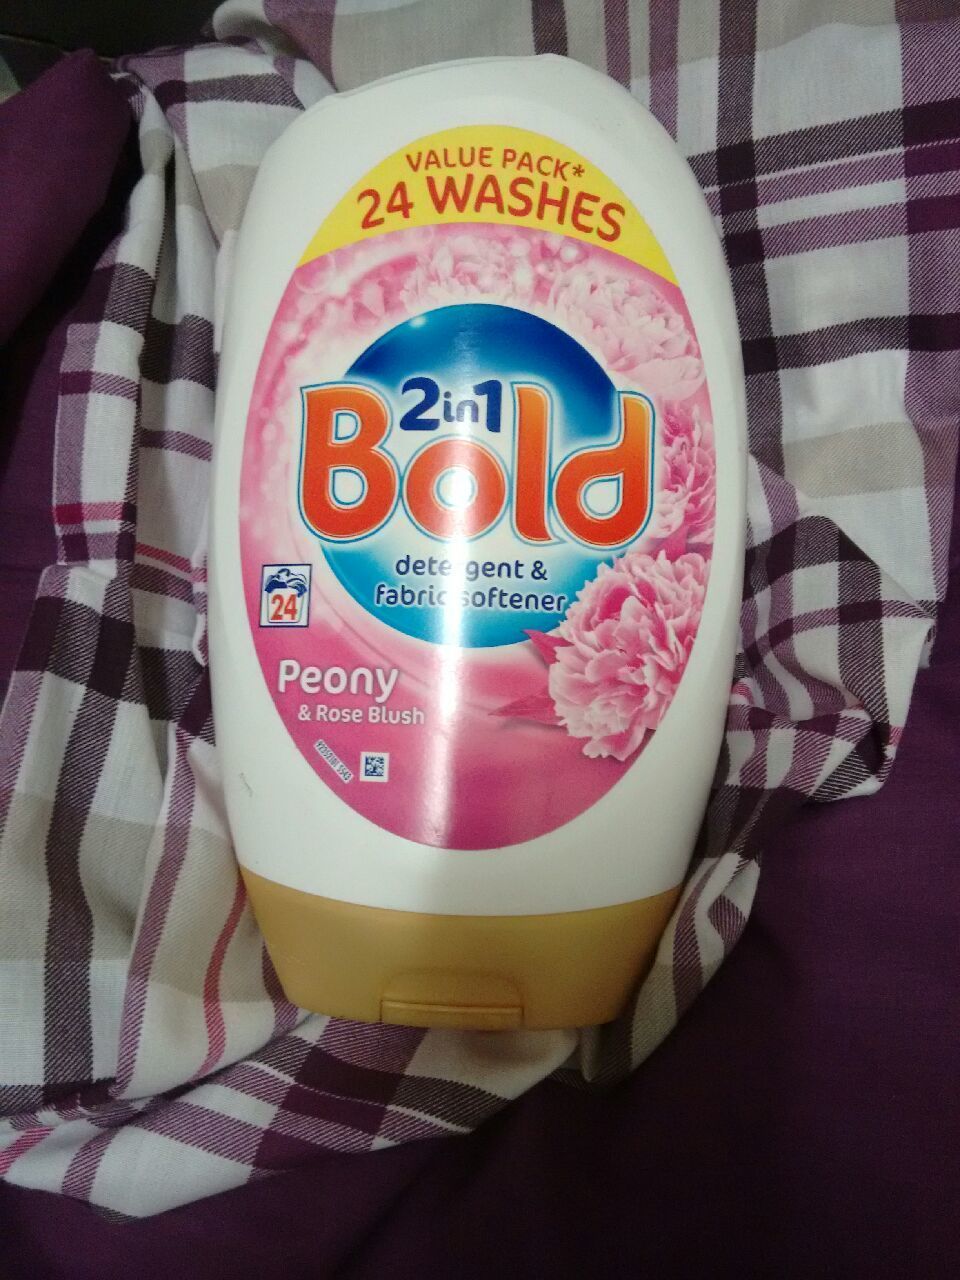 VALUE PACK*
24 WASHES
2in1
Bold
detergent &
fabric softener
24
Peony
& Rose Blush